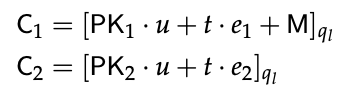 C₁ = [PK₁ · u + t · e₁ + M]_{q_l}
C₂ = [PK₂ · u + t · e₂]_{q_l}